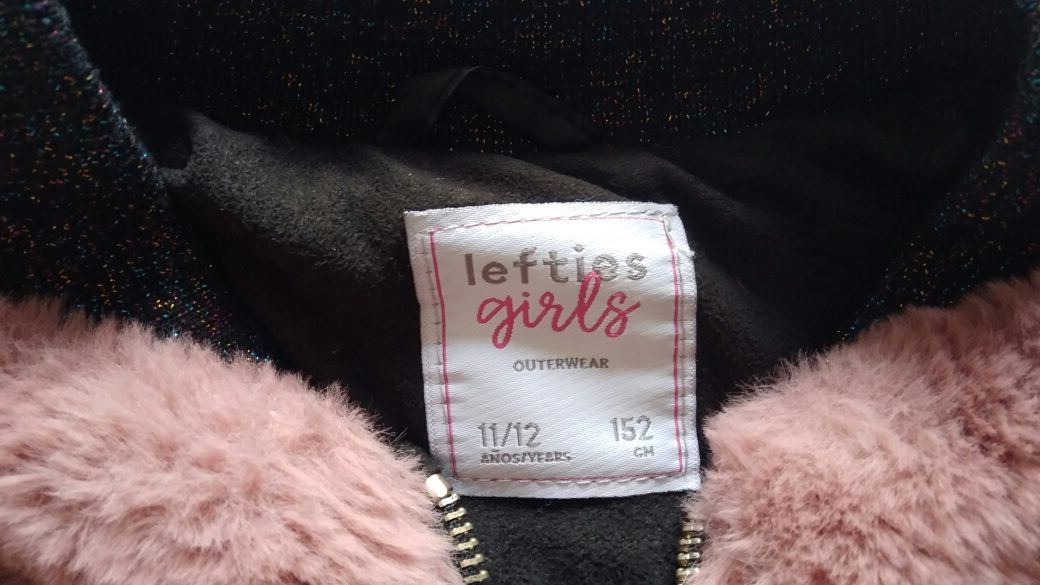 lefties
girls
OUTERWEAR
11/12 152
AÑOS/YEARS CM